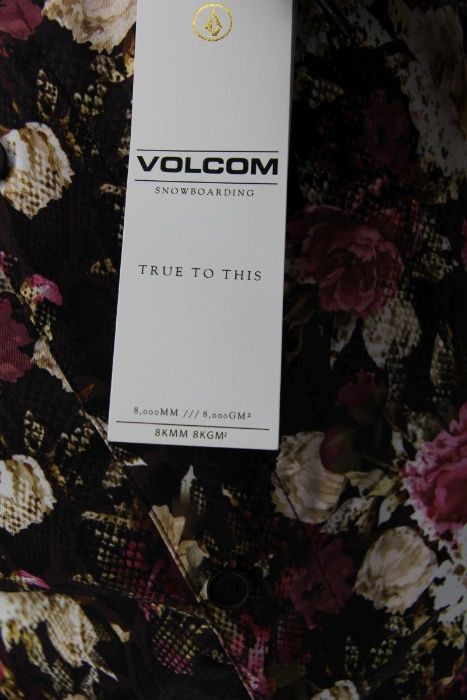 VOLCOM
SNOWBOARDING
TRUE TO THIS
8,000MM /// 8,000GM²
8KMM 8KGM²